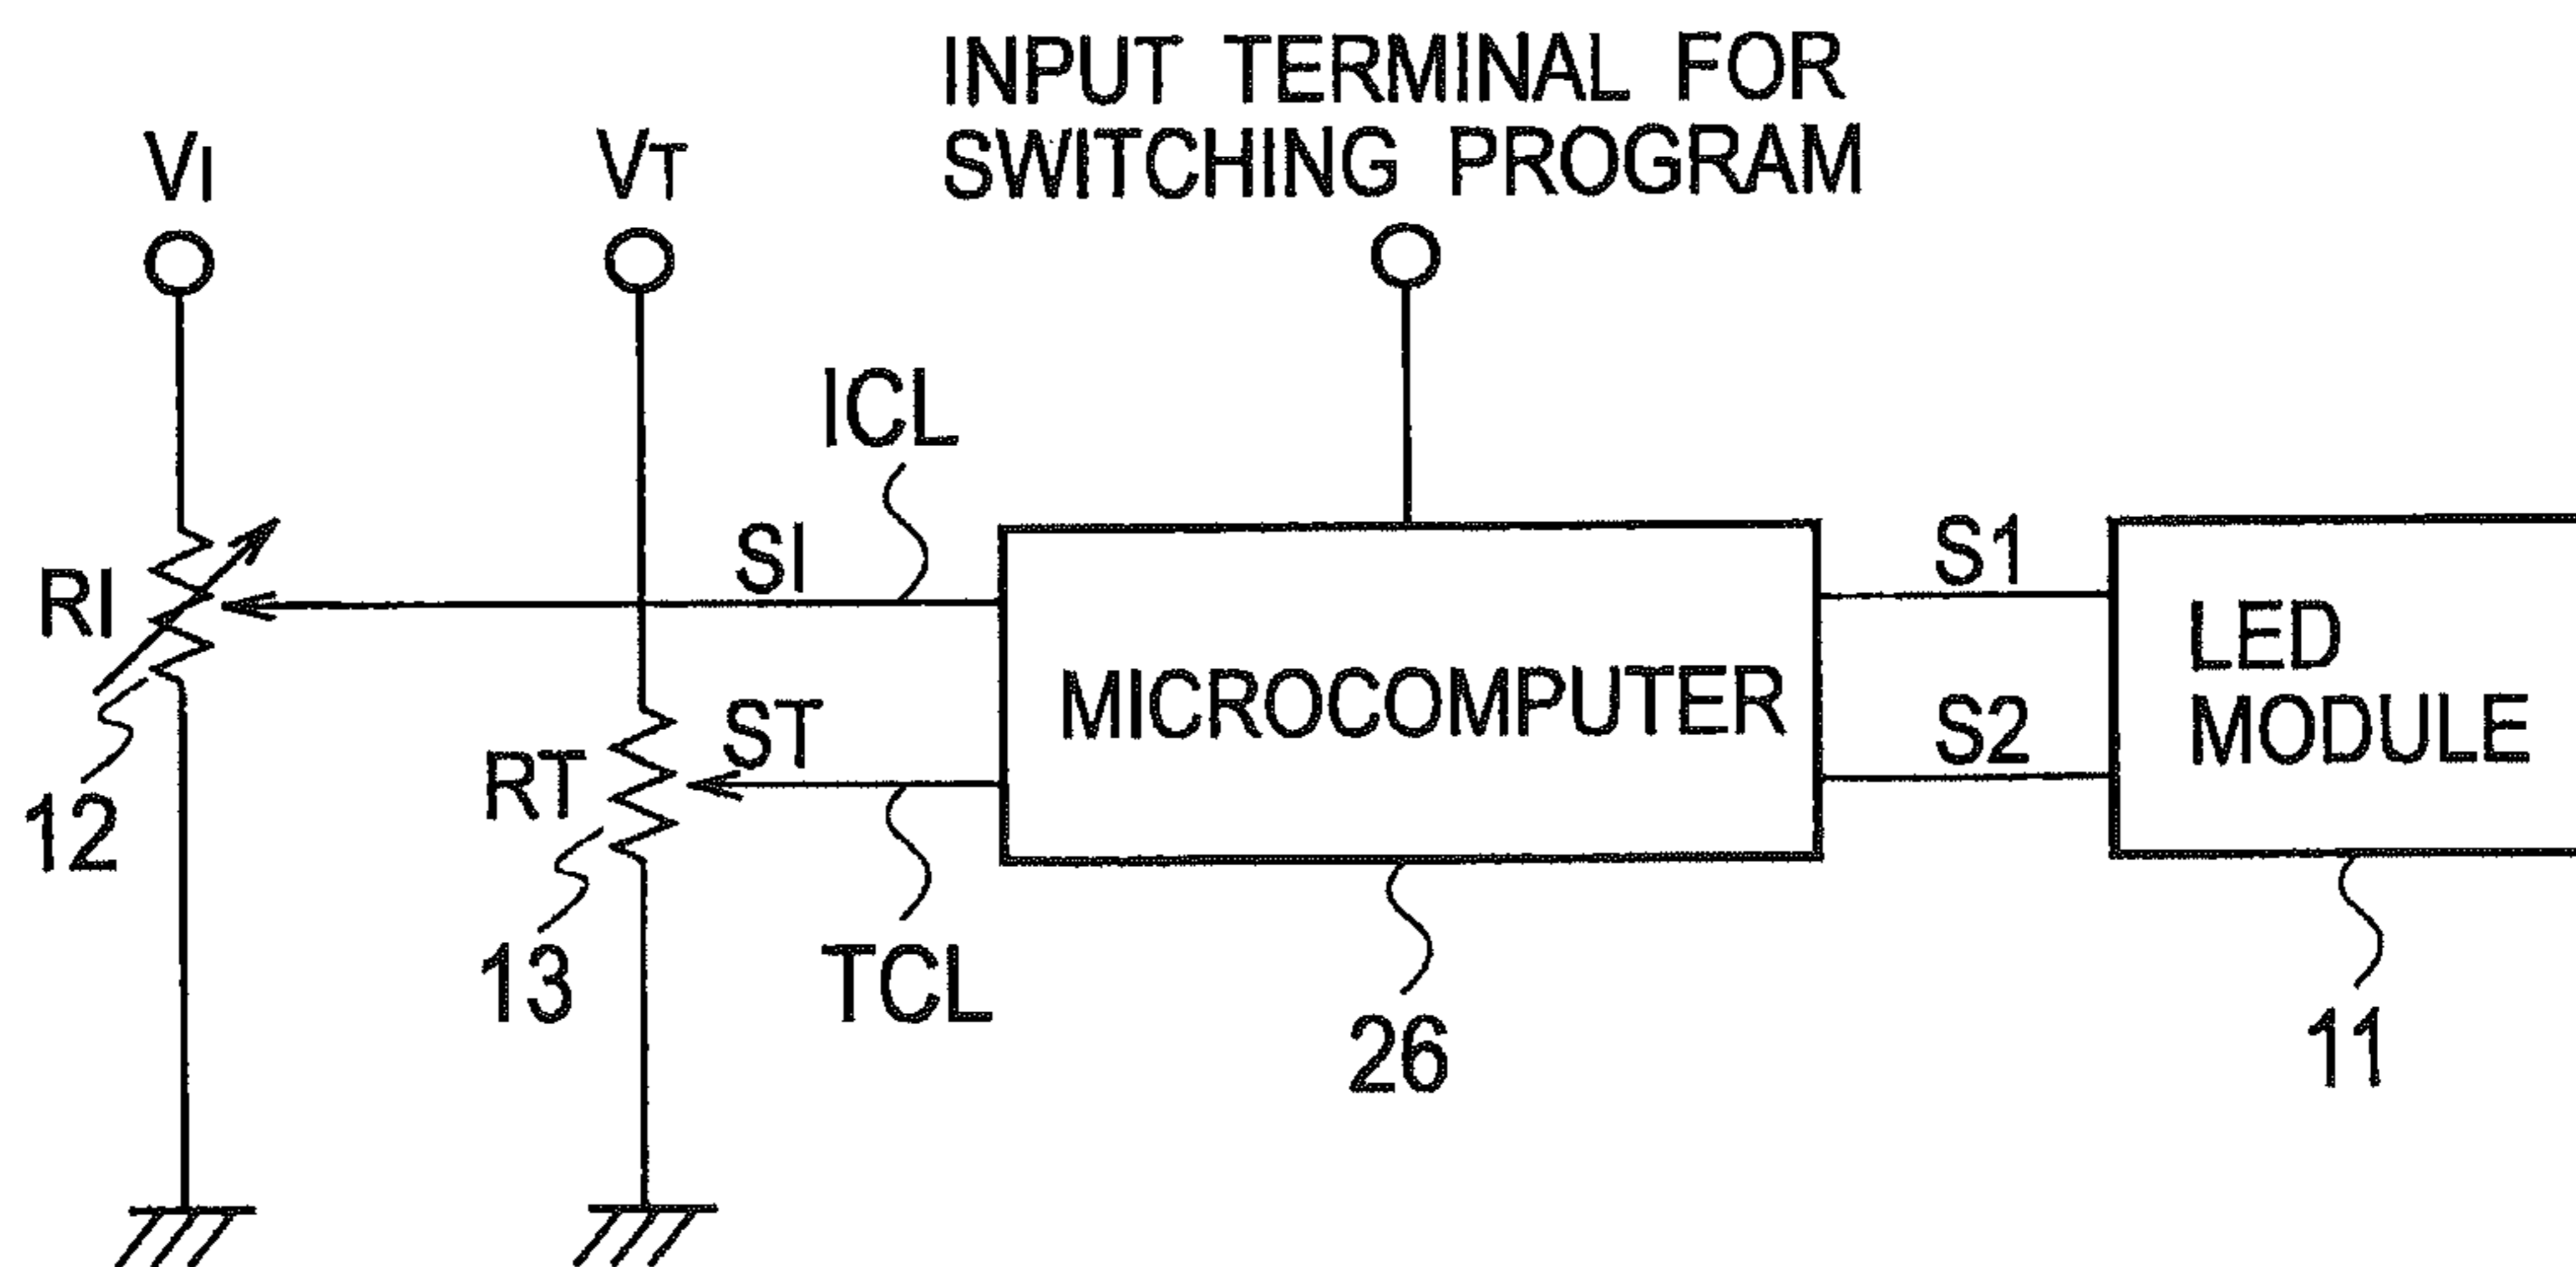 INPUT TERMINAL FOR
SWITCHING PROGRAM
VI
VT
ICL
SI
S1
RI
LED
MODULE
MICROCOMPUTER
ST
S2
RT
12
13
TCL
26
11